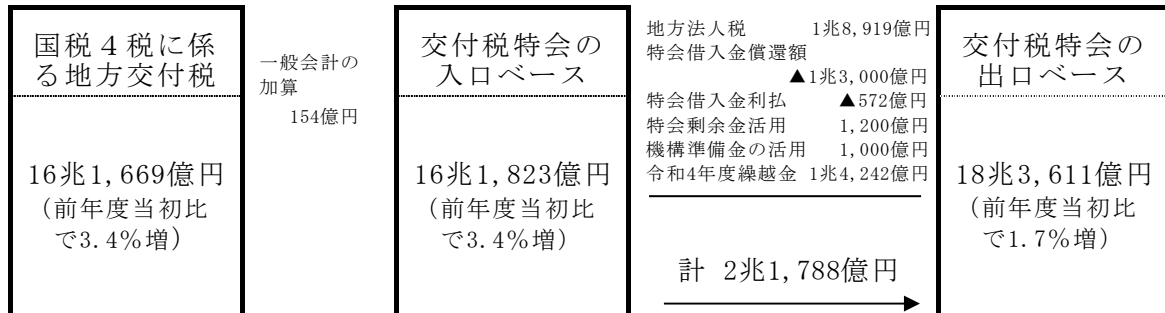 国税４税に係
る地方交付税
16兆1,669億円
（前年度当初比
で3.4％増）
一般会計の
加算
154億円
交付税特会の
入口ベース
16兆1,823億円
（前年度当初比
で3.4％増）
地方法人税 1兆8,919億円
特会借入金償還額
▲1兆3,000億円
特会借入金利払 ▲572億円
特会剰余金活用 1,200億円
機構準備金の活用 1,000億円
令和4年度繰越金 1兆4,242億円
計 2兆1,788億円
交付税特会の
出口ベース
18兆3,611億円
（前年度当初比
で1.7％増）